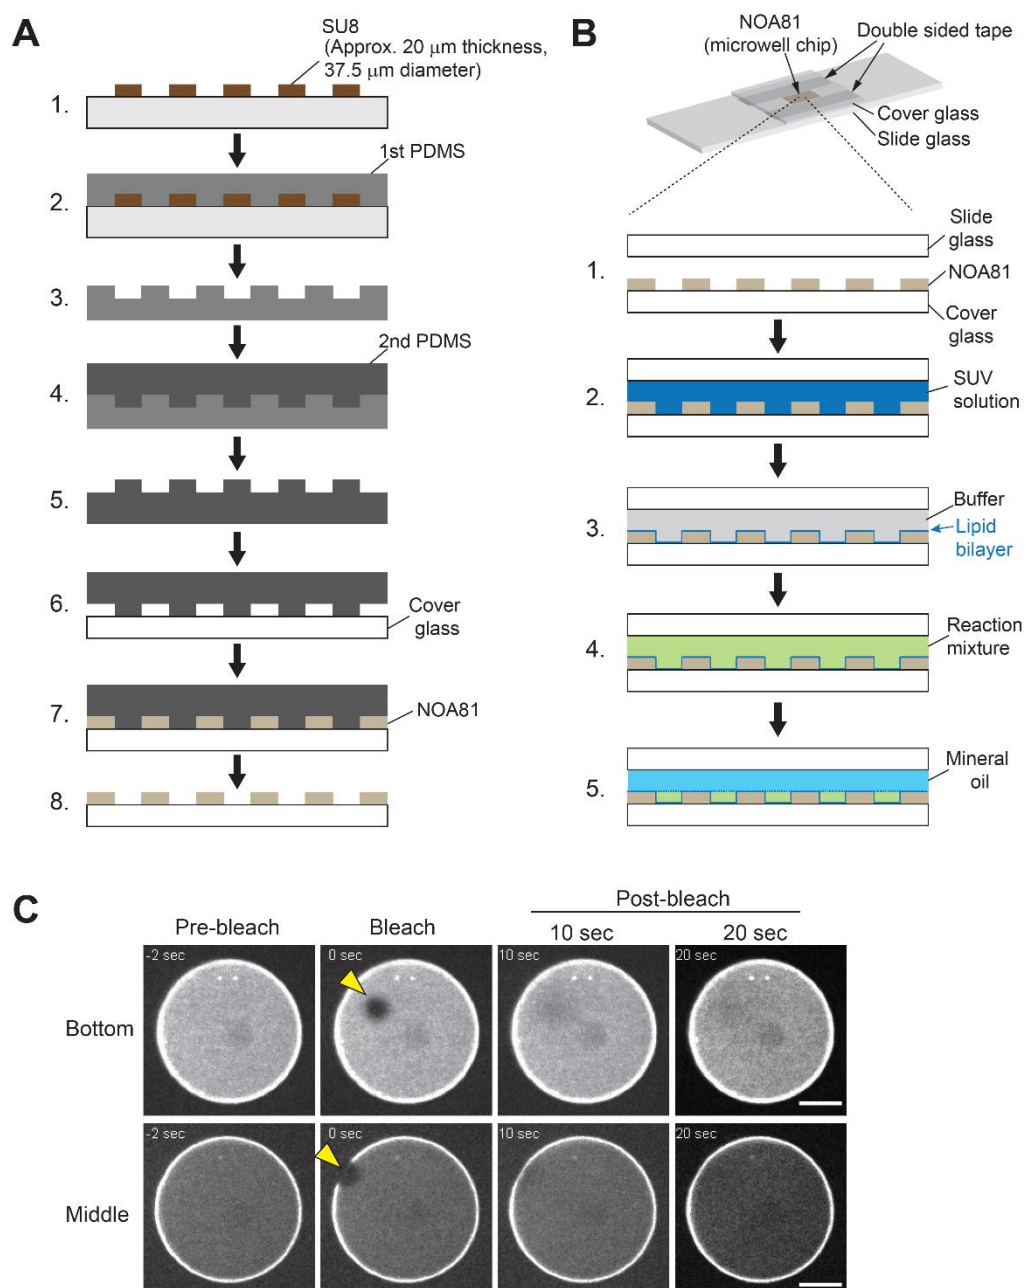 A
SU8
(Approx. 20 μm thickness,
37.5 μm diameter)
1.
1st PDMS
2.
3.
2nd PDMS
4.
5.
6.
Cover
glass
7.
NOA81
8.
B
NOA81
(microwell chip)
Double sided tape
Cover glass
Slide glass
Slide
glass
1.
NOA81
Cover
glass
2.
SUV
solution
3.
Buffer
Lipid
bilayer
4.
Reaction
mixture
5.
Mineral
oil
C
Post-bleach
Pre-bleach
Bleach
10 sec
20 sec
Bottom
-2 sec
0 sec
10 sec
20 sec
Middle
-2 sec
0 sec
10 sec
20 sec